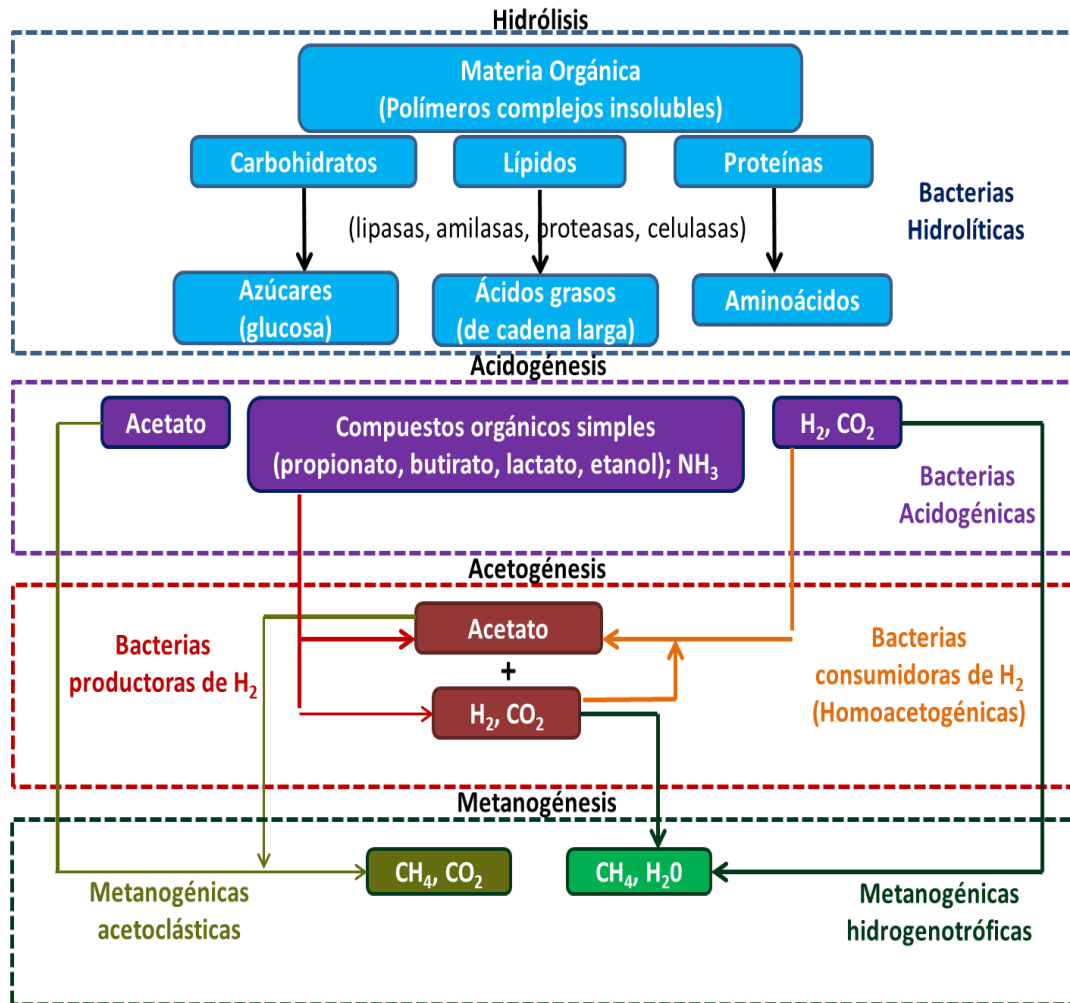 Hidrólisis
Materia Orgánica
(Polímeros complejos insolubles)
Carbohidratos
Lípidos
Proteínas
Bacterias
Hidrolíticas
(lipasas, amilasas, proteasas, celulasas)
Azúcares
(glucosa)
Ácidos grasos
(de cadena larga)
Aminoácidos
Acidogénesis
Acetato
Compuestos orgánicos simples
(propionato, butirato, lactato, etanol); NH₃
H₂, CO₂
Bacterias
Acidogénicas
Acetogénesis
Bacterias
productoras de H₂
Acetato
+
H₂, CO₂
Bacterias
consumidoras de H₂
(Homoacetogénicas)
Metanogénesis
CH₄, CO₂
CH₄, H₂0
Metanogénicas
acetoclásticas
Metanogénicas
hidrogenotróficas